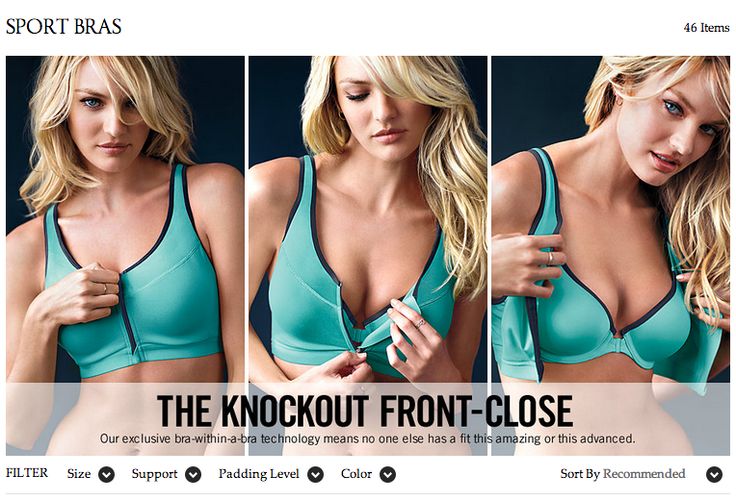 SPORT BRAS
46 Items
THE KNOCKOUT FRONT-CLOSE
Our exclusive bra-within-a-bra technology means no one else has a fit this amazing or this advanced.
FILTER Size Support Padding Level Color Sort By Recommended